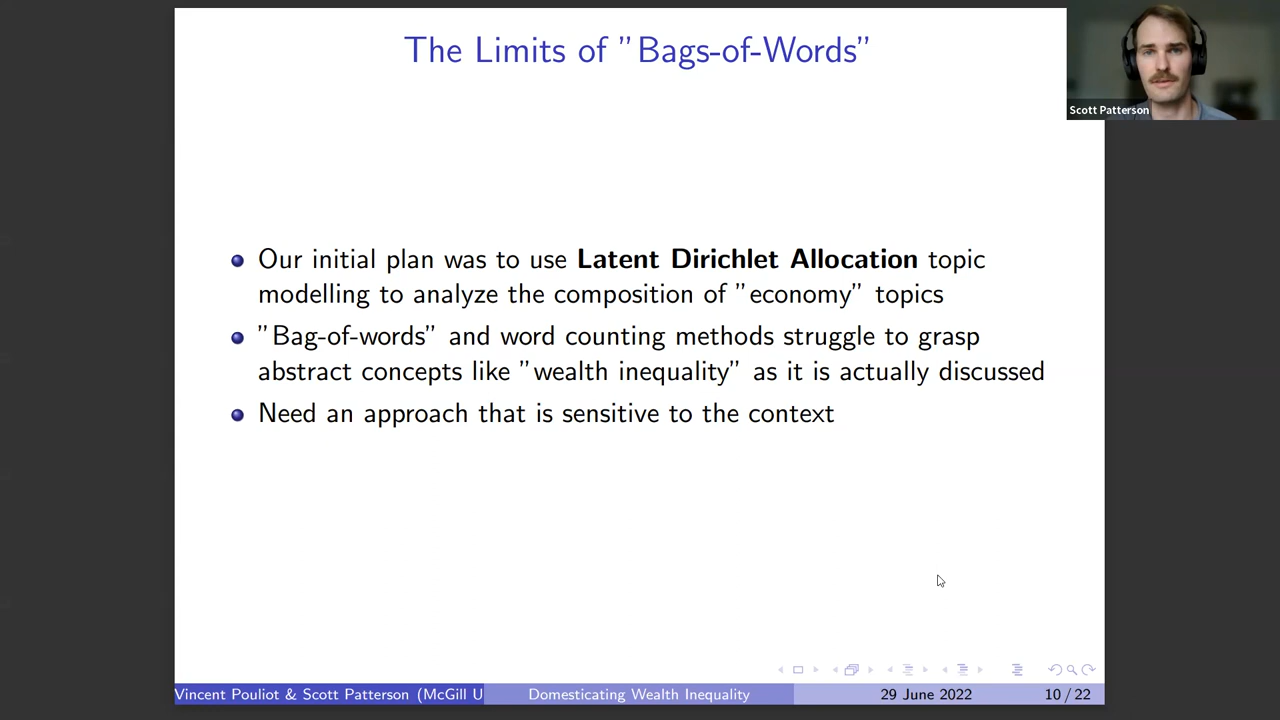 The Limits of ”Bags-of-Words”
Scott Patterson
Our initial plan was to use Latent Dirichlet Allocation topic
modelling to analyze the composition of ”economy” topics
”Bag-of-words” and word counting methods struggle to grasp
abstract concepts like ”wealth inequality” as it is actually discussed
Need an approach that is sensitive to the context
Vincent Pouliot & Scott Patterson (McGill U
Domesticating Wealth Inequality
29 June 2022
10 / 22